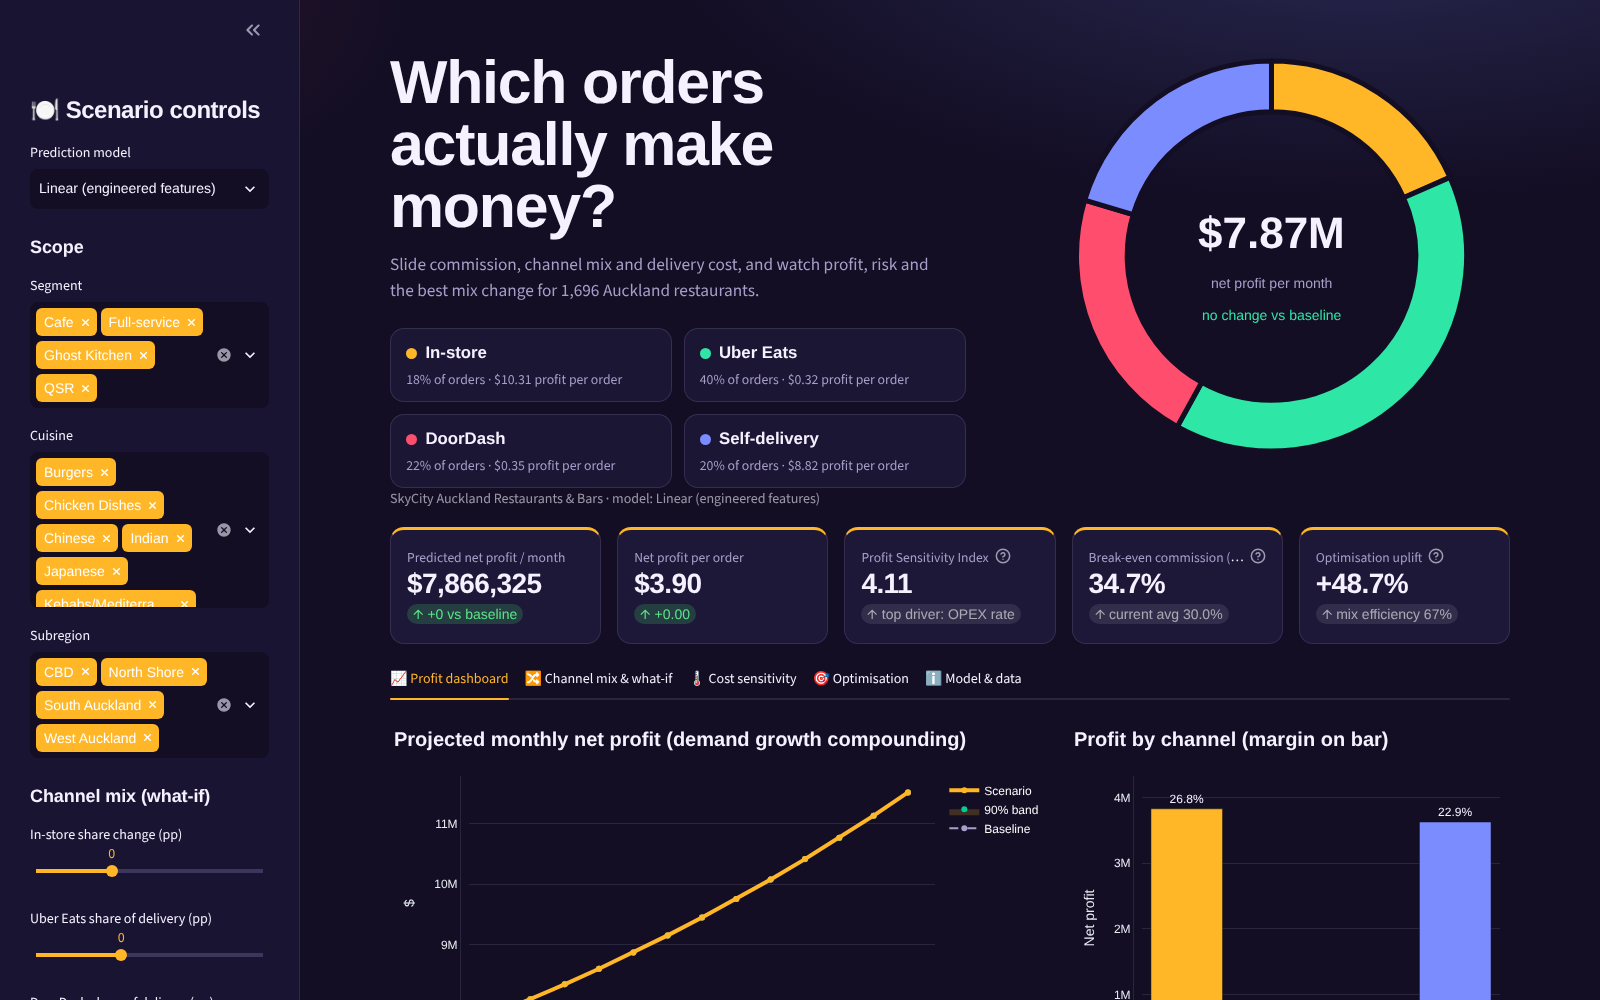 Scenario controls
Prediction model
Linear (engineered features)
Scope
Segment
Cafe
Full-service
Ghost Kitchen
QSR
Cuisine
Burgers
Chicken Dishes
Chinese
Indian
Japanese
Kebabs/Mediterra...
Subregion
CBD
North Shore
South Auckland
West Auckland
Channel mix (what-if)
In-store share change (pp)
0
Uber Eats share of delivery (pp)
0
Which orders
actually make
money?
Slide commission, channel mix and delivery cost, and watch profit, risk and
the best mix change for 1,696 Auckland restaurants.
In-store
18% of orders · $10.31 profit per order
Uber Eats
40% of orders · $0.32 profit per order
DoorDash
22% of orders · $0.35 profit per order
Self-delivery
20% of orders · $8.82 profit per order
SkyCity Auckland Restaurants & Bars · model: Linear (engineered features)
$7.87M
net profit per month
no change vs baseline
Predicted net profit / month
$7,866,325
↑ +0 vs baseline
Net profit per order
$3.90
↑ +0.00
Profit Sensitivity Index
4.11
↑ top driver: OPEX rate
Break-even commission (...
34.7%
↑ current avg 30.0%
Optimisation uplift
+48.7%
↑ mix efficiency 67%
Profit dashboard
Channel mix & what-if
Cost sensitivity
Optimisation
Model & data
Projected monthly net profit (demand growth compounding)
11M
10M
9M
$
Scenario
90% band
Baseline
Profit by channel (margin on bar)
4M
3M
2M
1M
Net profit
26.8%
22.9%